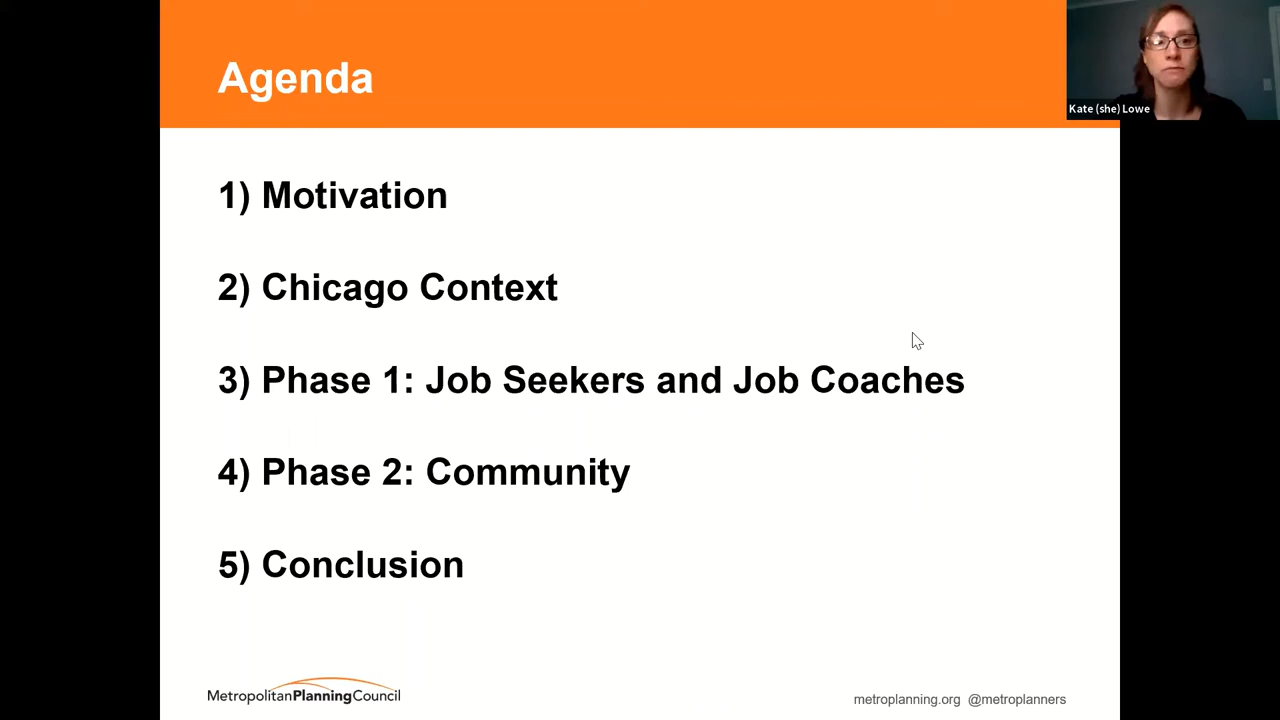 Agenda
Kate (she) Lowe
1) Motivation
2) Chicago Context
3) Phase 1: Job Seekers and Job Coaches
4) Phase 2: Community
5) Conclusion
MetropolitanPlanningCouncil
metroplanning.org @metroplanners